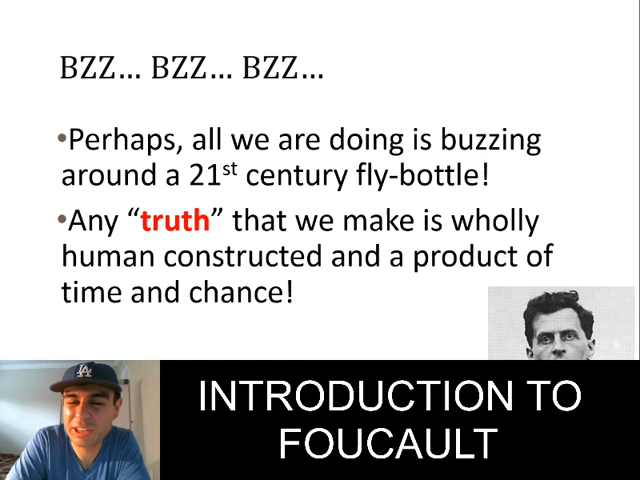 BZZ... BZZ... BZZ...
•Perhaps, all we are doing is buzzing
around a 21st century fly-bottle!
•Any “truth” that we make is wholly
human constructed and a product of
time and chance!
LA
INTRODUCTION TO
FOUCAULT